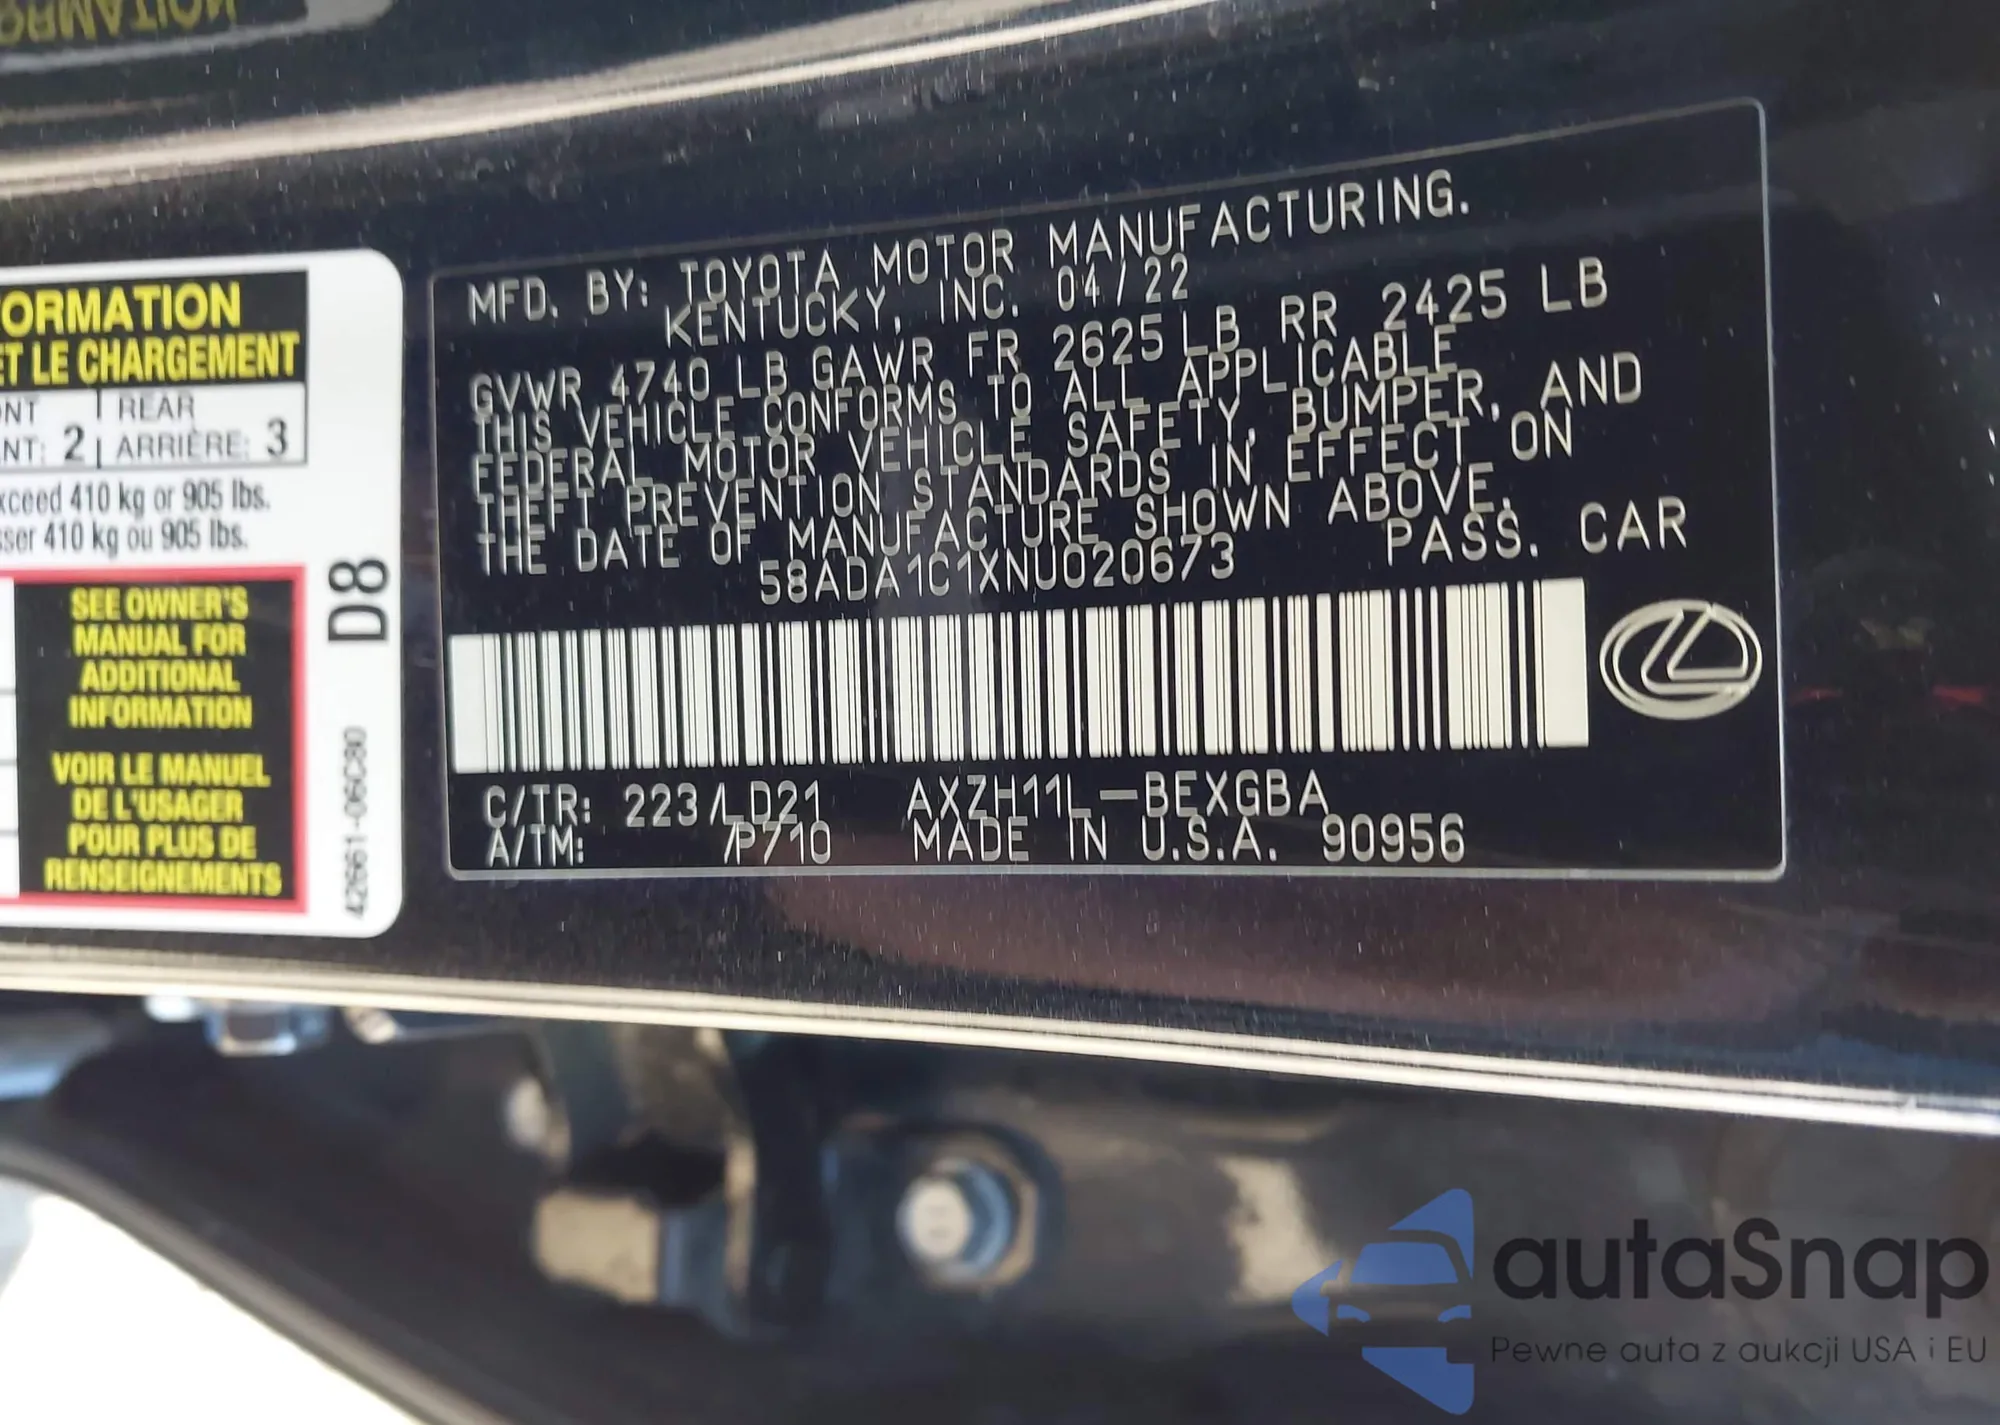 ORMATION
ET LE CHARGEMENT
REAR
ARRIÈRE: 3
NT: 2
xceed 410 kg or 905 lbs.
sser 410 kg ou 905 lbs.
SEE OWNER'S
MANUAL FOR
ADDITIONAL
INFORMATION
VOIR LE MANUEL
DE L'USAGER
POUR PLUS DE
RENSEIGNEMENTS
D8
42661-06C80
MFD. BY: TOYOTA MOTOR MANUFACTURING.
KENTUCKY, INC. 04/22
GVWR 4740 LB GAWR FR 2625 LB RR 2425 LB
THIS VEHICLE CONFORMS TO ALL APPLICABLE
FEDERAL MOTOR VEHICLE SAFETY, BUMPER, AND
THEFT PREVENTION STANDARDS IN EFFECT ON
THE DATE OF MANUFACTURE SHOWN ABOVE.
58ADA1C1XNU020673 PASS. CAR
C/TR: 223/LD21 AXZH11L-BEXGBA
A/TM: /P710 MADE IN U.S.A. 90956
autaSnap
Pewne auta z aukcji USA i EU